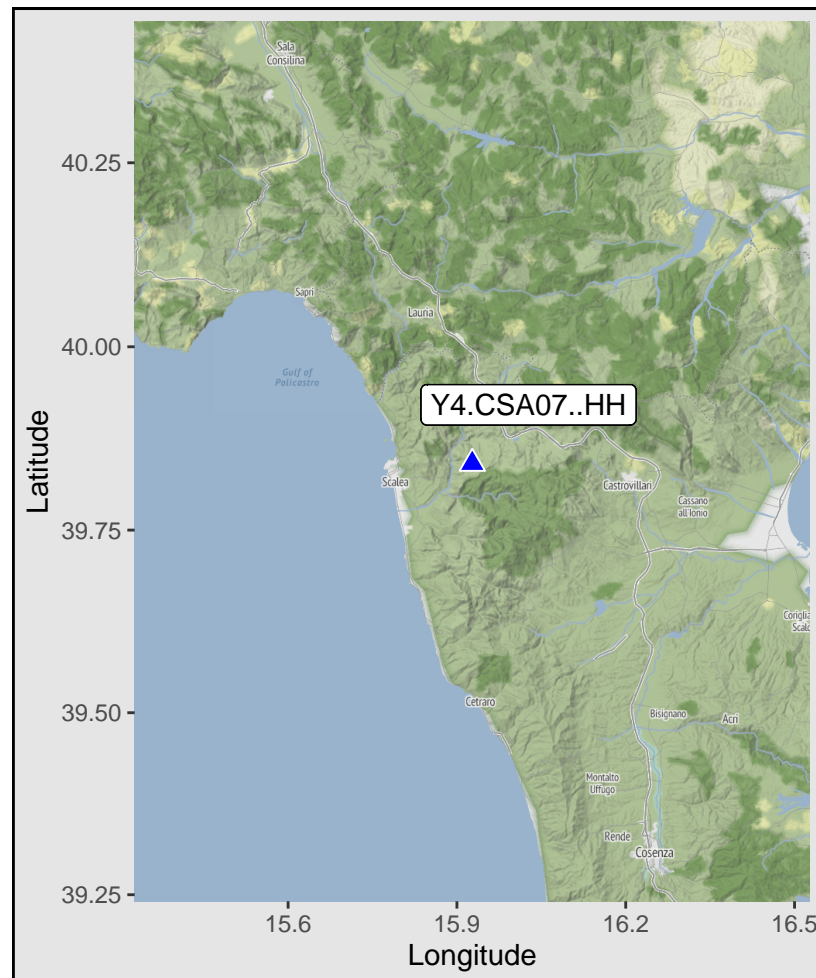 Sala
Consilina
40.25
Sapri
Lauria
40.00
Gulf of
Policastro
Y4.CSA07..HH
Latitude
Scalea
Castrovillari
Cassano
all'Ionio
39.75
Cetraro
39.50
Bisignano
Acri
Montalto
Uffugo
Rende
Cosenza
39.25
15.6
15.9
16.2
16.5
Longitude